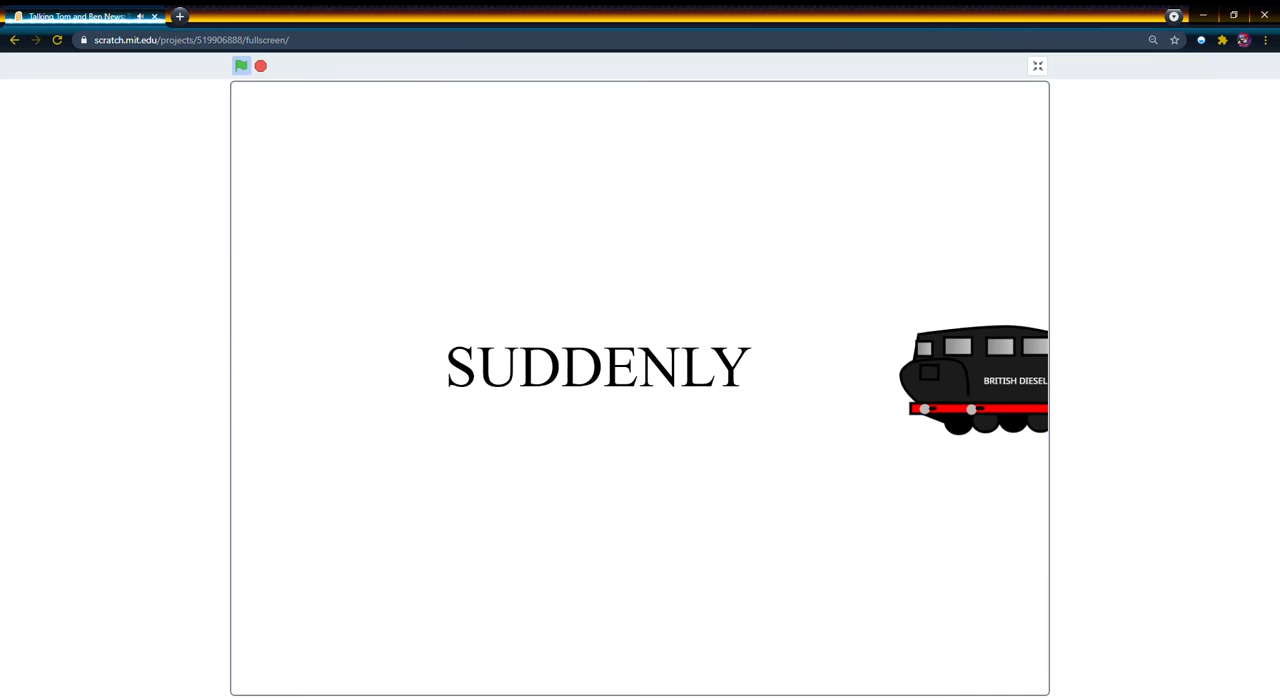 Talking Tom and Ben News:
scratch.mit.edu/projects/519906888/fullscreen/
SUDDENLY
BRITISH DIESEL